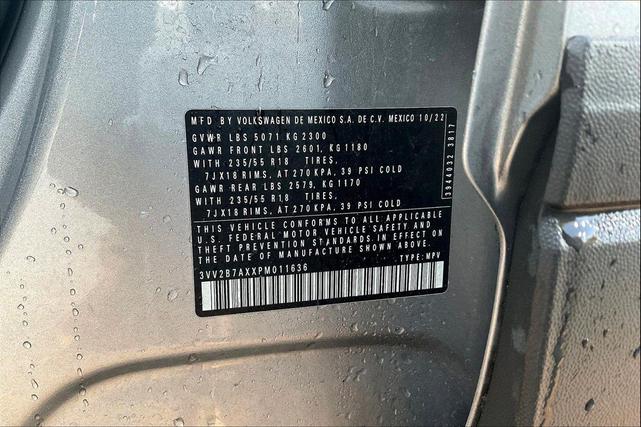 MFD BY VOLKSWAGEN DE MEXICO S.A. DE C.V. MEXICO 10/22
GVWR LBS 5071 KG2300
GAWR FRONT LBS 2601, KG1180
WITH 235/55 R18 TIRES,
7JX18 RIMS, AT 270KPA, 39 PSI COLD
GAWR REAR LBS 2579, KG1170
WITH 235/55 R18 TIRES.
7JX18 RIMS, AT 270KPA, 39 PSI COLD
3944032 3817
THIS VEHICLE CONFORMS TO ALL APPLICABLE
U.S. FEDERAL MOTOR VEHICLE SAFETY AND
THEFT PREVENTION STANDARDS IN EFFECT ON
THE DATE OF MANUFACTURE SHOWN ABOVE.
3VV2B7AXXPM011636 TYPE: MPV